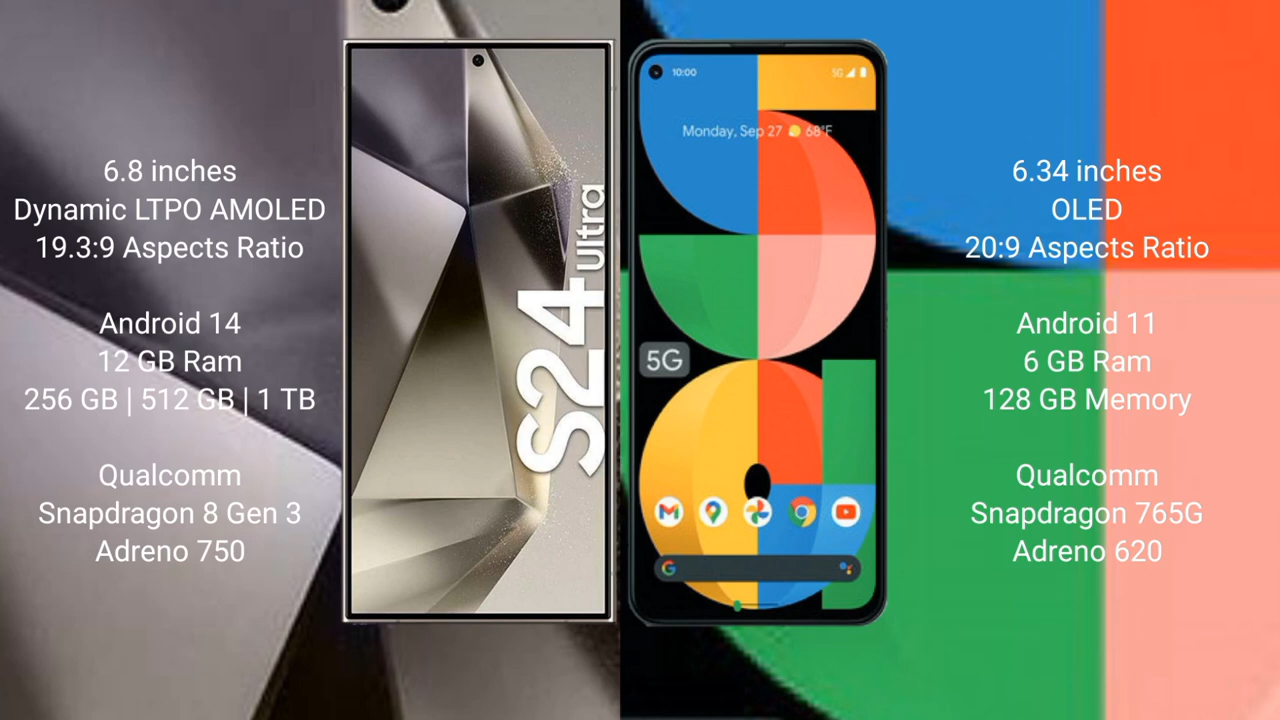 6.8 inches
Dynamic LTPO AMOLED
19.3:9 Aspects Ratio
Android 14
12 GB Ram
256 GB | 512 GB | 1 TB
Qualcomm
Snapdragon 8 Gen 3
Adreno 750
S24 Ultra
10:00
5G
Monday, Sep 27 68°F
5G
6.34 inches
OLED
20:9 Aspects Ratio
Android 11
6 GB Ram
128 GB Memory
Qualcomm
Snapdragon 765G
Adreno 620